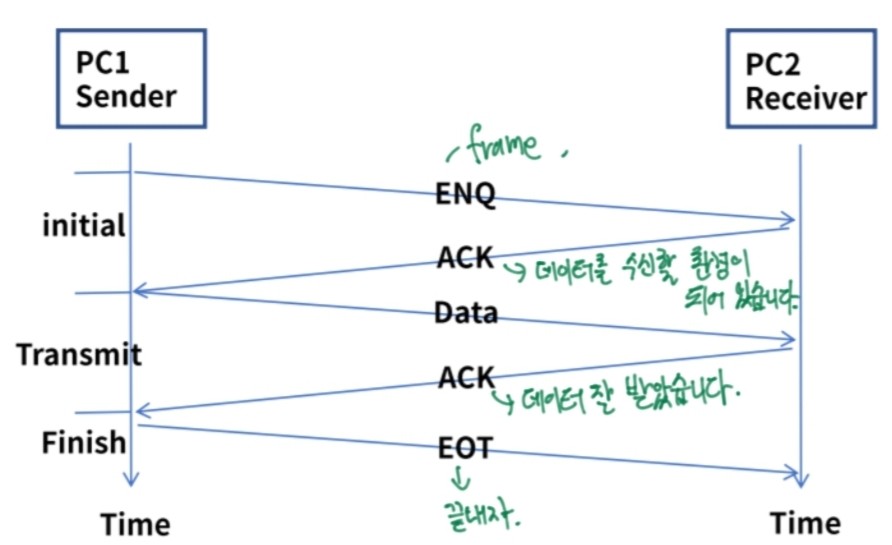 PC1
Sender
PC2
Receiver
frame.
ENQ
initial
ACK
데이터를 수신할 환경이
되어 있습니다.
Data
Transmit
ACK
데이터 잘 받았습니다.
Finish
EOT
끝내자.
Time
Time